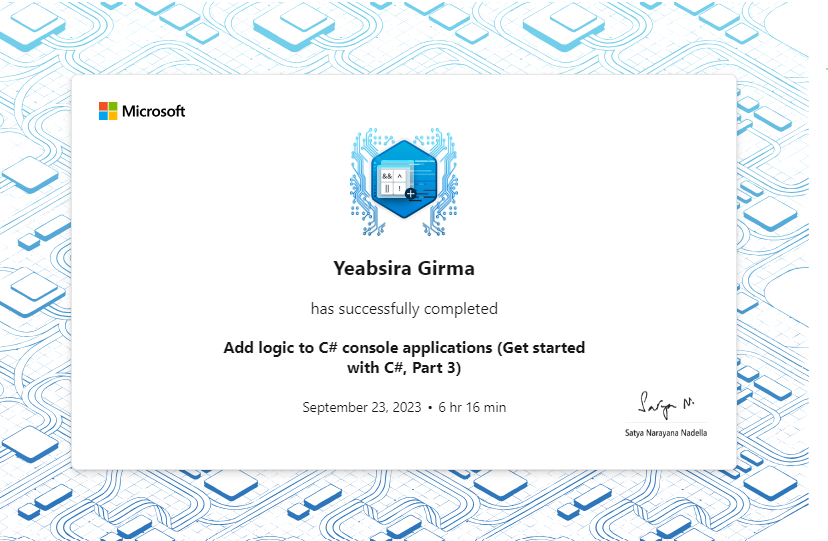 Microsoft
&& ^
|| !
Yeabsira Girma
has successfully completed
Add logic to C# console applications (Get started
with C#, Part 3)
September 23, 2023 • 6 hr 16 min
Satya N.
Satya Narayana Nadella